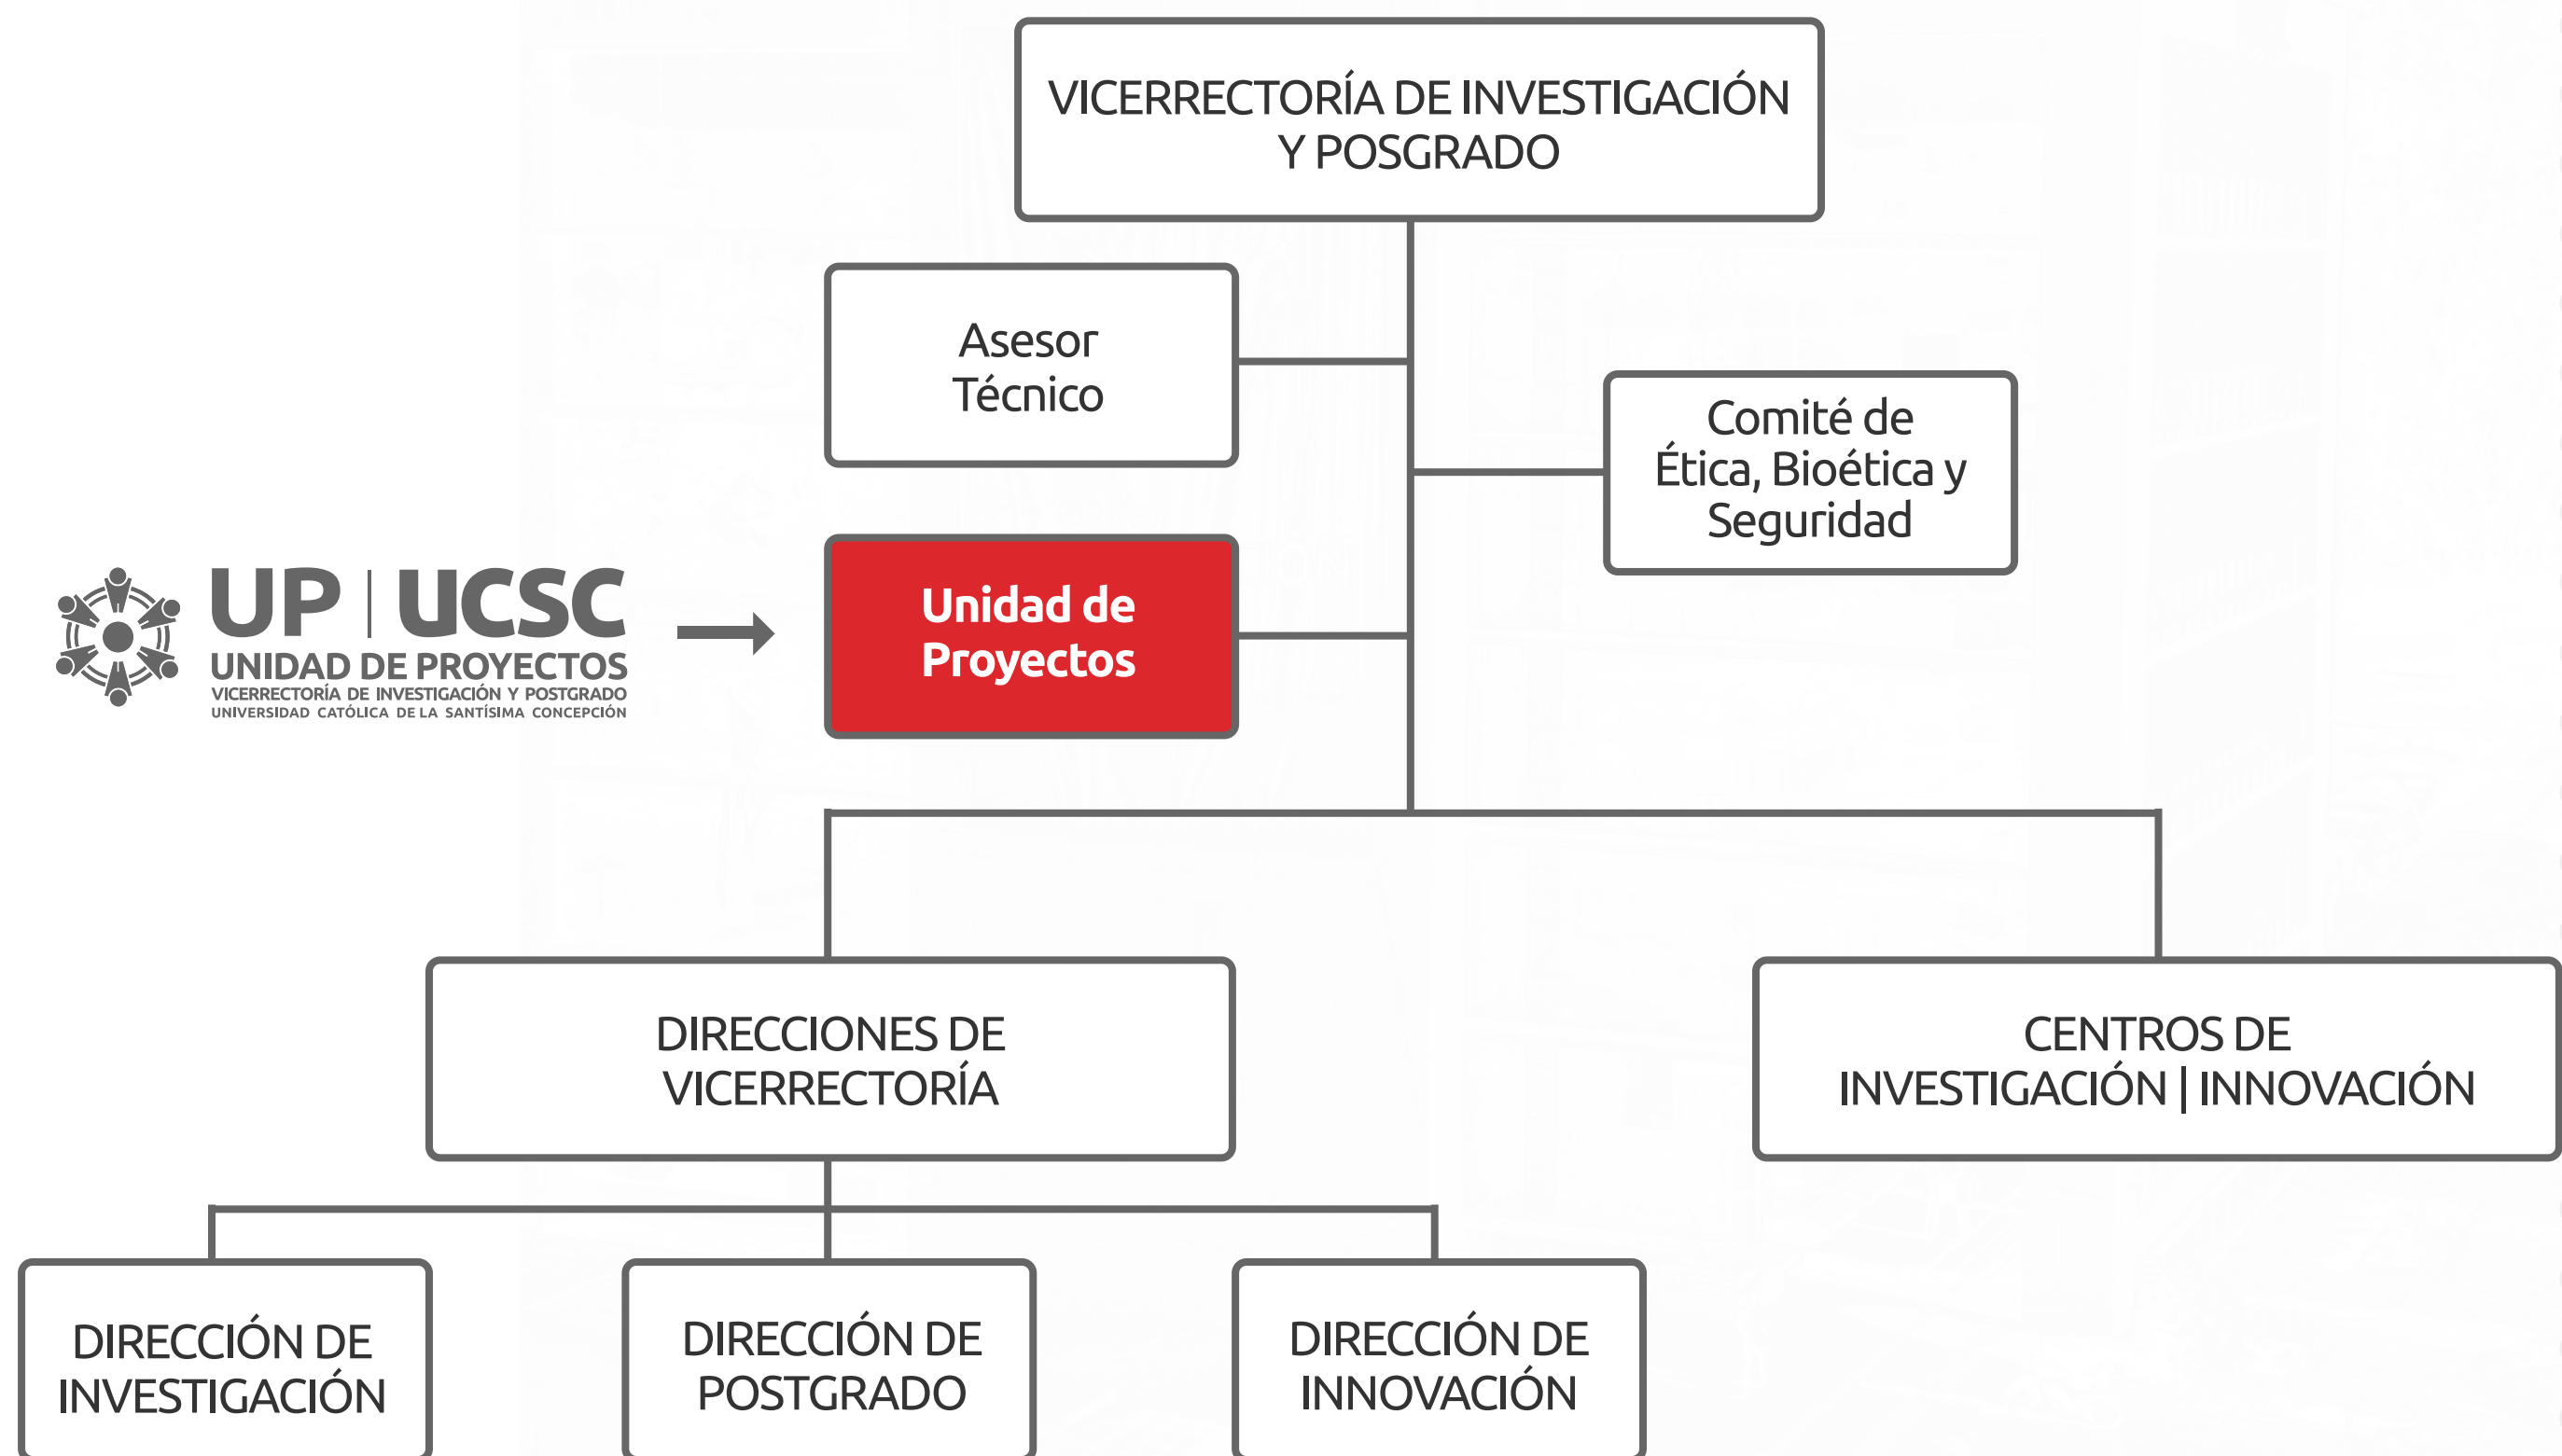 VICERRECTORÍA DE INVESTIGACIÓN
Y POSGRADO
Asesor
Técnico
Comité de
Ética, Bioética y
Seguridad
UP | UCSC
UNIDAD DE PROYECTOS
VICERRECTORÍA DE INVESTIGACIÓN Y POSTGRADO
UNIVERSIDAD CATÓLICA DE LA SANTÍSIMA CONCEPCIÓN
Unidad de
Proyectos
DIRECCIONES DE
VICERRECTORÍA
CENTROS DE
INVESTIGACIÓN | INNOVACIÓN
DIRECCIÓN DE
INVESTIGACIÓN
DIRECCIÓN DE
POSTGRADO
DIRECCIÓN DE
INNOVACIÓN